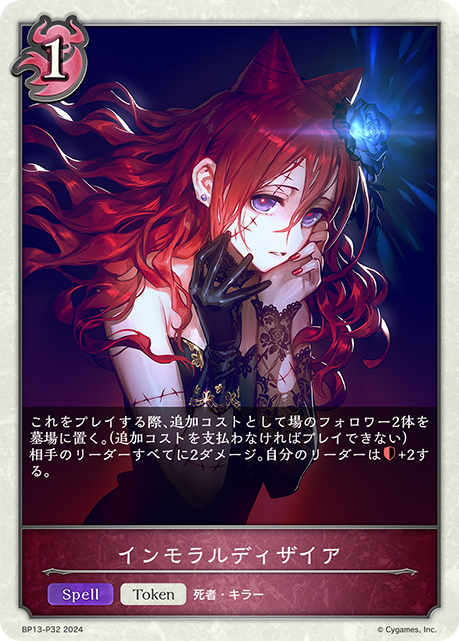 1
これをプレイする際、追加コストとして場のフォロワー2体を
墓場に置く。(追加コストを支払わなければプレイできない)
相手のリーダーすべてに2ダメージ。自分のリーダーは+2す
る。
インモラルディザイア
Spell Token 死者・キラー
BP13-P32 2024 © Cygames, Inc.